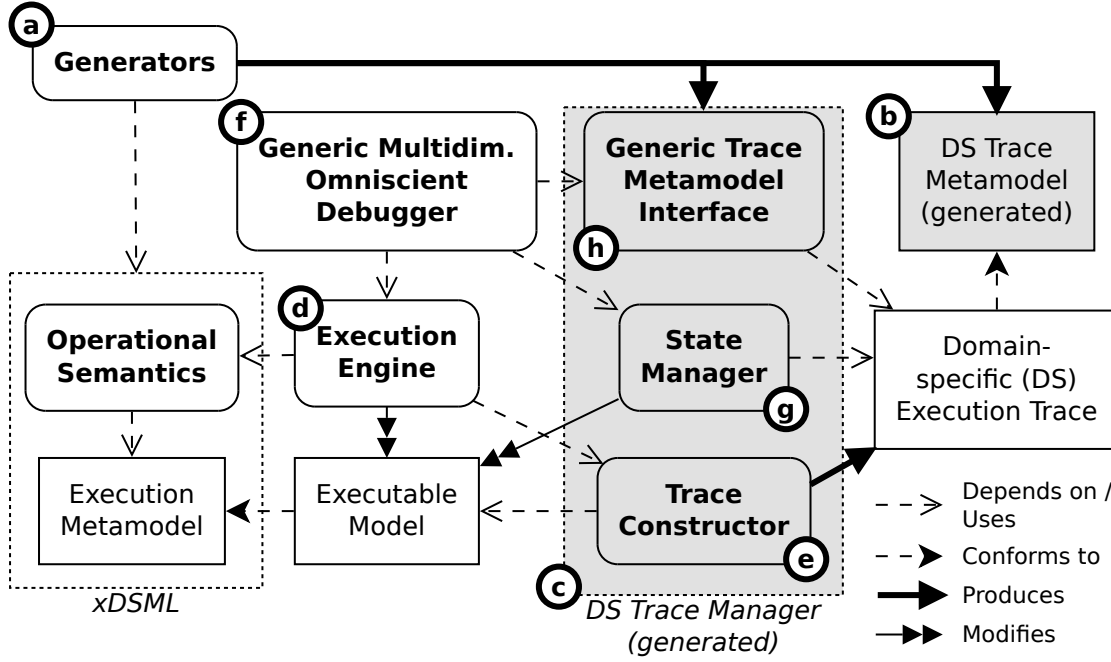 a
Generators
f
Generic Multidim.
Omniscient
Debugger
Generic Trace
Metamodel
Interface
h
b
DS Trace
Metamodel
(generated)
Operational
Semantics
d
Execution
Engine
State
Manager
g
Domain-
specific (DS)
Execution Trace
Execution
Metamodel
Executable
Model
Trace
Constructor
e
c
xDSML
DS Trace Manager
(generated)
Depends on /
Uses
Conforms to
Produces
Modifies